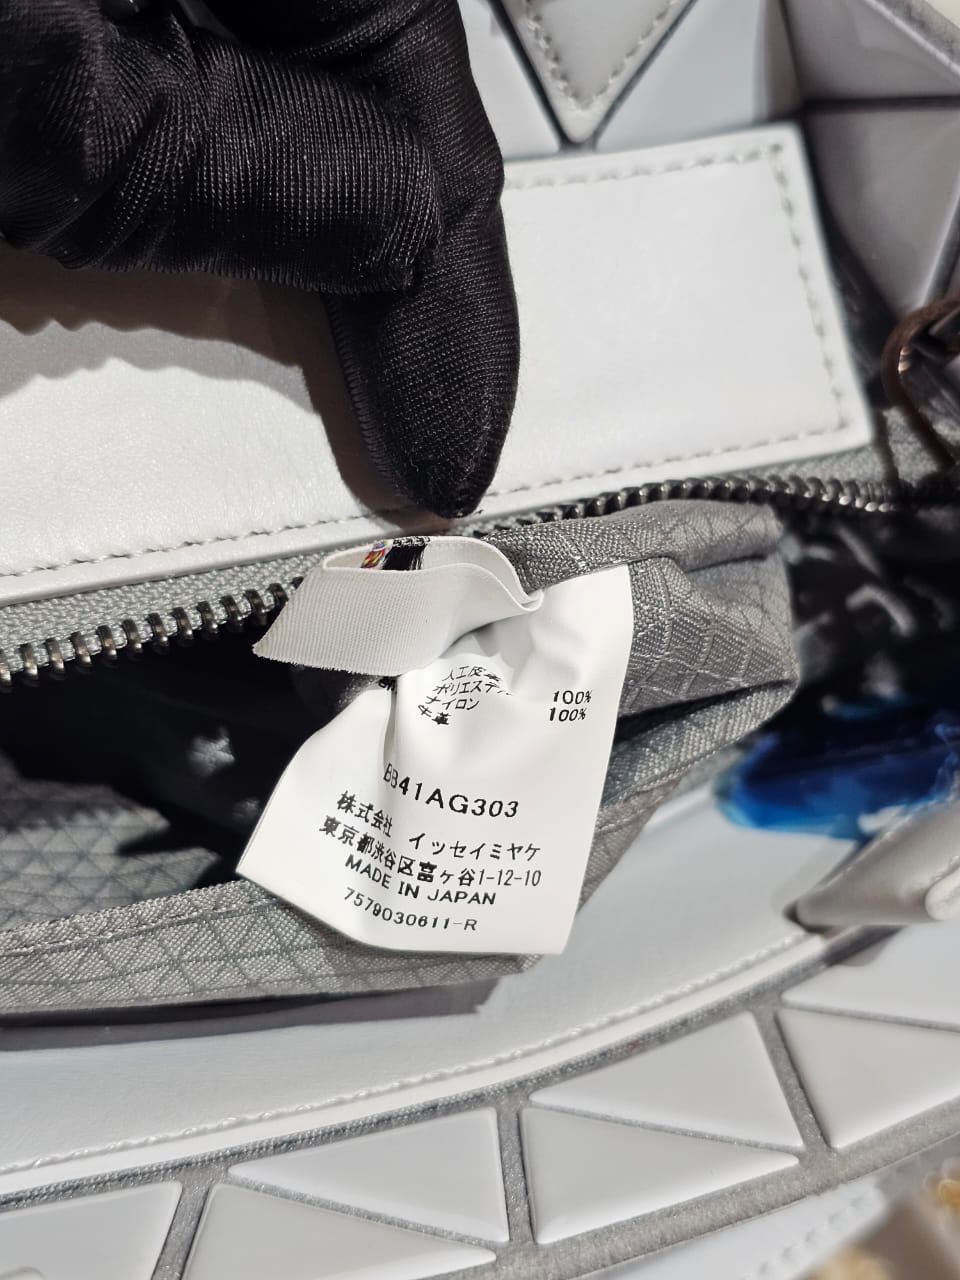 人工皮革
ポリエステル
ナイロン 100%
牛革 100%
BB41AG303
株式会社 イッセイミヤケ
東京都渋谷区富ヶ谷1-12-10
MADE IN JAPAN
7579030611-R